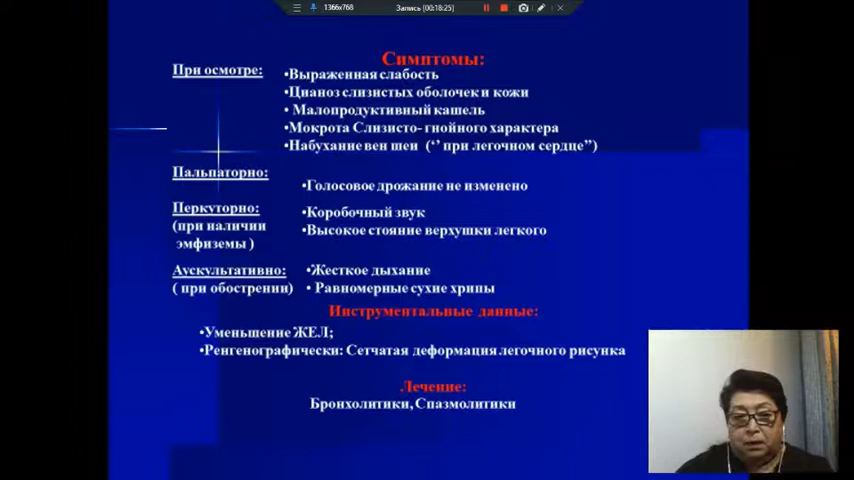 1366x768
Запись [00:18:25]
Симптомы:
При осмотре:
•Выраженная слабость
•Цианоз слизистых оболочек и кожи
• Малопродуктивный кашель
•Мокрота Слизисто- гнойного характера
•Набухание вен шеи (‘’ при легочном сердце’’)
Пальпаторно:
•Голосовое дрожание не изменено
Перкуторно:
(при наличии
эмфиземы )
•Коробочный звук
•Высокое стояние верхушки легкого
Аускультативно:
( при обострении)
•Жесткое дыхание
• Равномерные сухие хрипы
Инструментальные данные:
•Уменьшение ЖЕЛ;
•Ренгенографически: Сетчатая деформация легочного рисунка
Лечение:
Бронхолитики, Спазмолитики